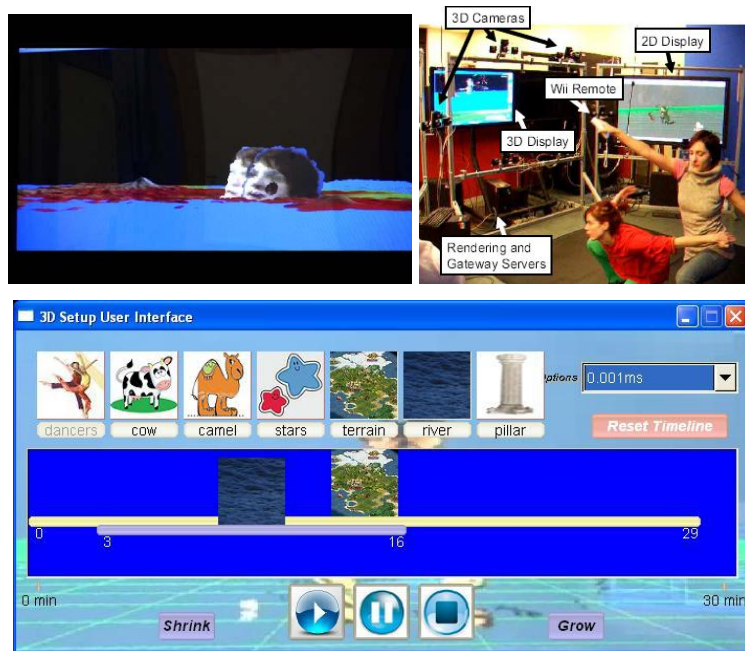 3D Cameras
2D Display
Wii Remote
3D Display
Rendering and
Gateway Servers
3D Setup User Interface
dancers
cow
camel
stars
terrain
river
pillar
Options
0.001ms
Reset Timeline
0
3
16
29
0 min
30 min
Shrink
Grow